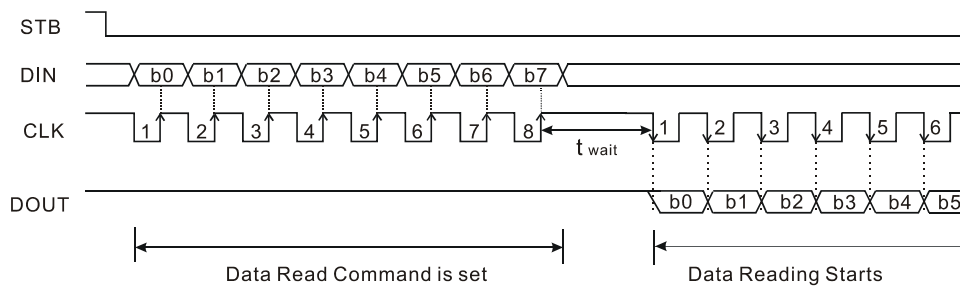 STB
DIN b0 b1 b2 b3 b4 b5 b6 b7
CLK 1 2 3 4 5 6 7 8 1 2 3 4 5 6
t wait
DOUT b0 b1 b2 b3 b4 b5
Data Read Command is set Data Reading Starts